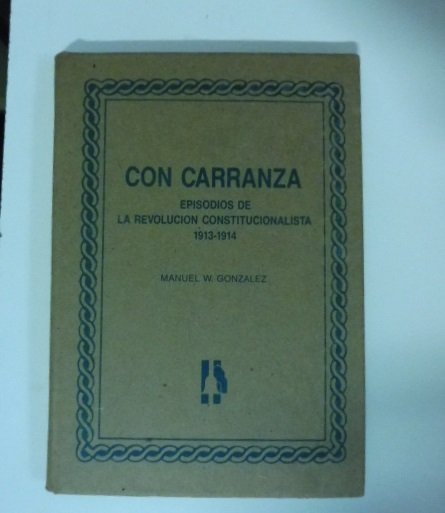 CON CARRANZA
EPISODIOS DE
LA REVOLUCION CONSTITUCIONALISTA
1913-1914
MANUEL W. GONZALEZ